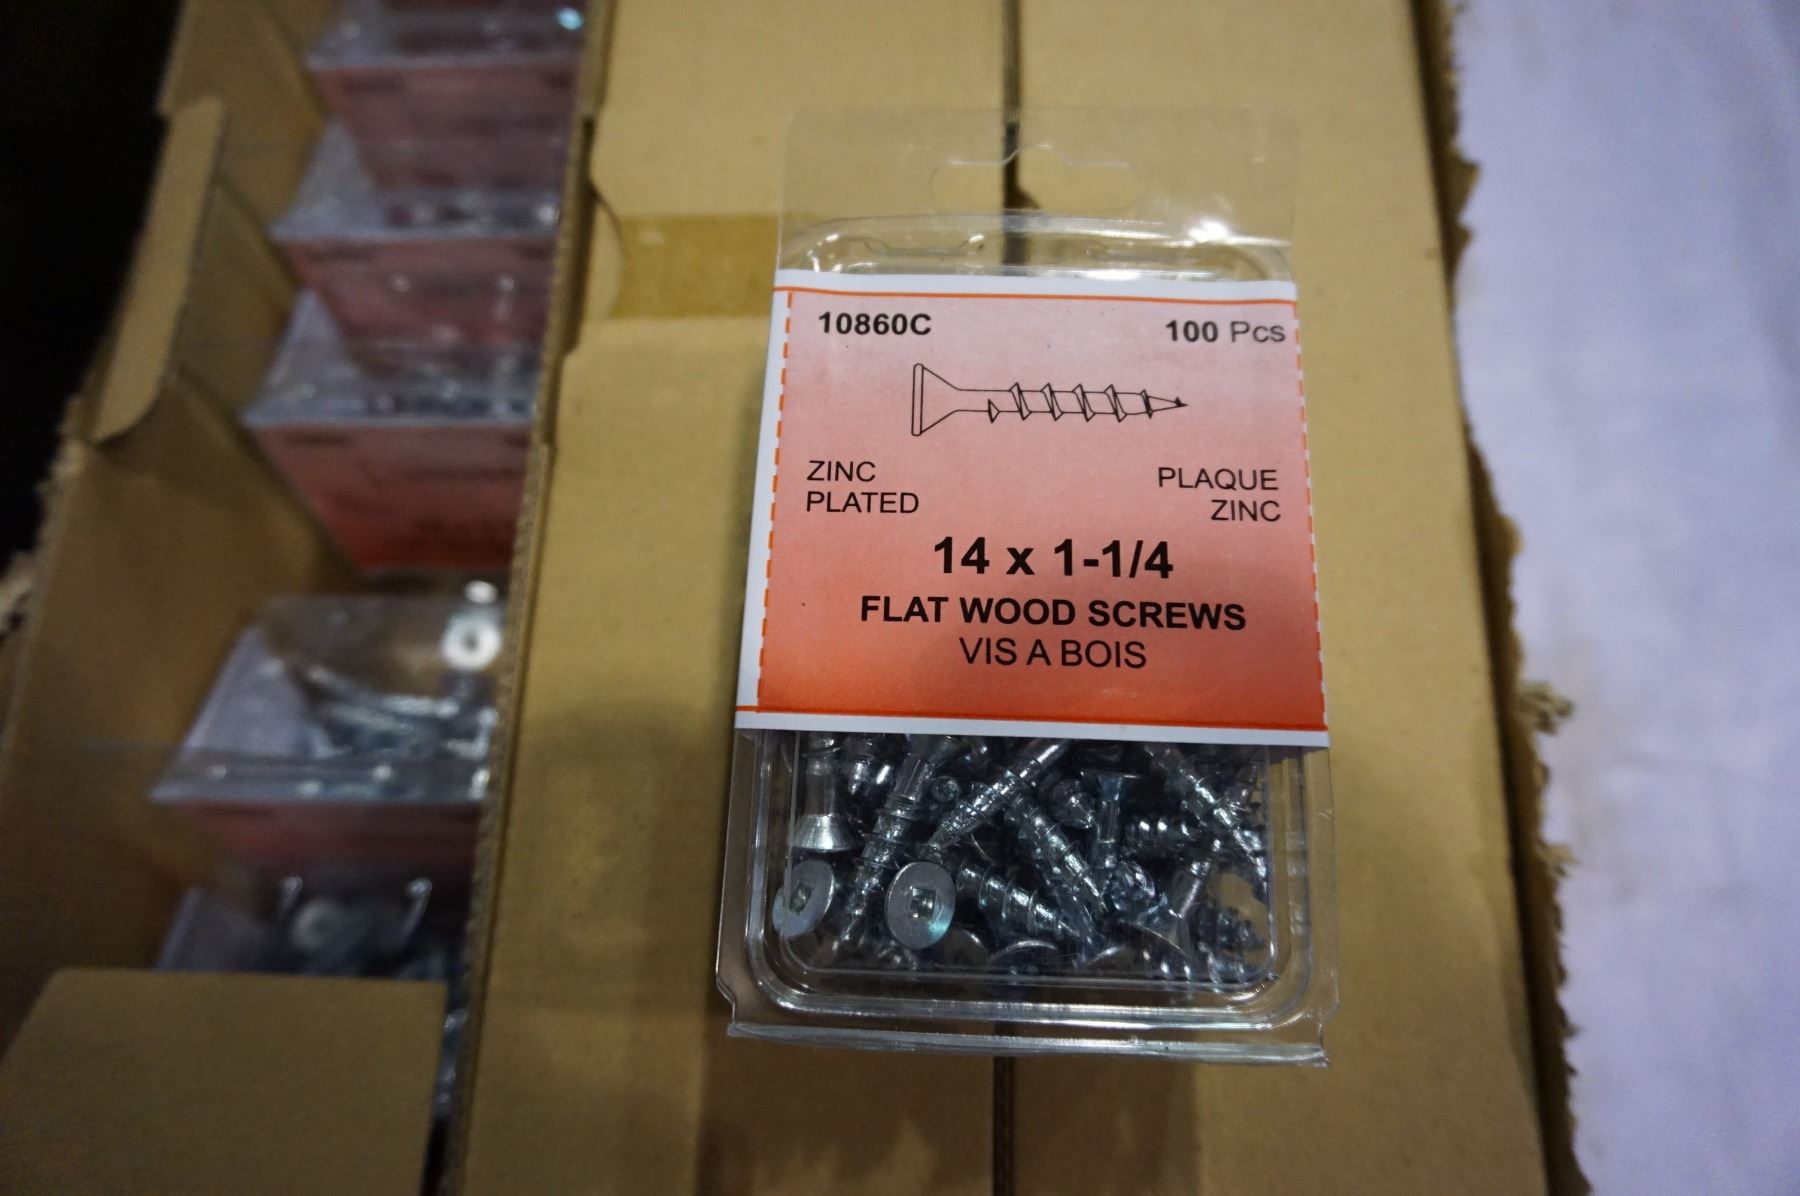 10860C 100 Pcs
ZINC PLAQUE
PLATED ZINC
14 x 1-1/4
FLAT WOOD SCREWS
VIS A BOIS